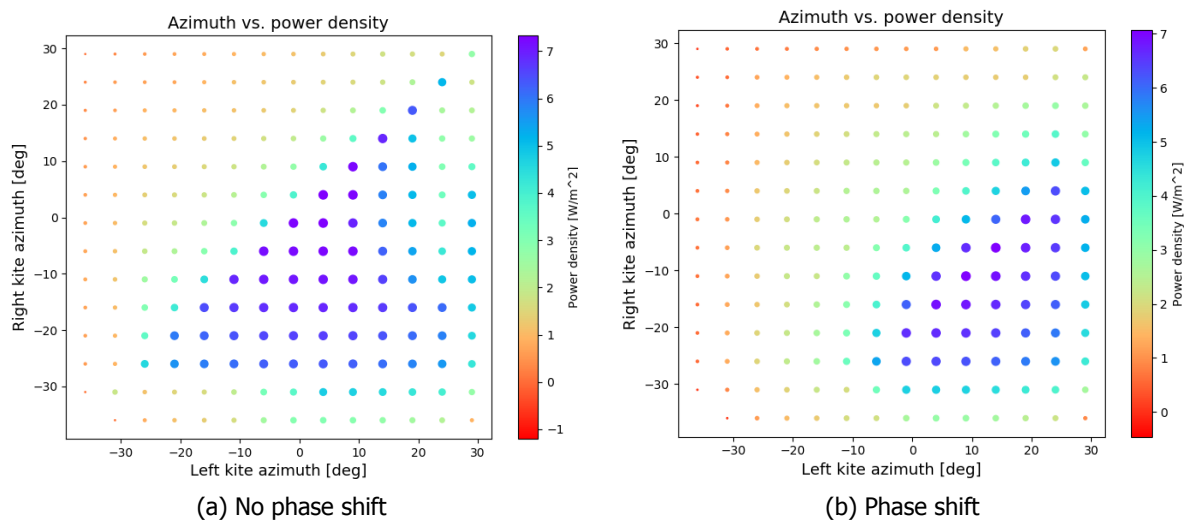 Azimuth vs. power density
30
20
10
0
−10
−20
−30
Right kite azimuth [deg]
−30 −20 −10 0 10 20 30
Left kite azimuth [deg]
7
6
5
4
3
2
1
0
−1
Power density [W/m^2]
(a) No phase shift
Azimuth vs. power density
30
20
10
0
−10
−20
−30
Right kite azimuth [deg]
−30 −20 −10 0 10 20 30
Left kite azimuth [deg]
7
6
5
4
3
2
1
0
Power density [W/m^2]
(b) Phase shift